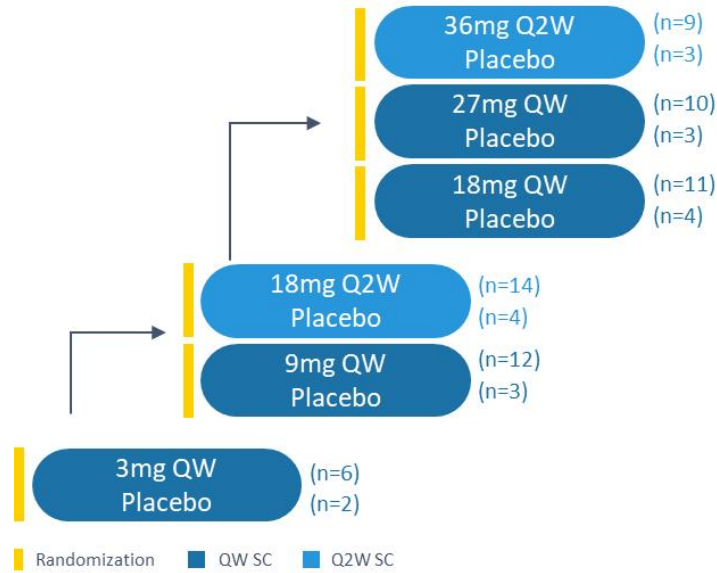 36mg Q2W (n=9)
Placebo (n=3)
27mg QW (n=10)
Placebo (n=3)
18mg QW (n=11)
Placebo (n=4)
18mg Q2W (n=14)
Placebo (n=4)
9mg QW (n=12)
Placebo (n=3)
3mg QW (n=6)
Placebo (n=2)
Randomization QW SC Q2W SC